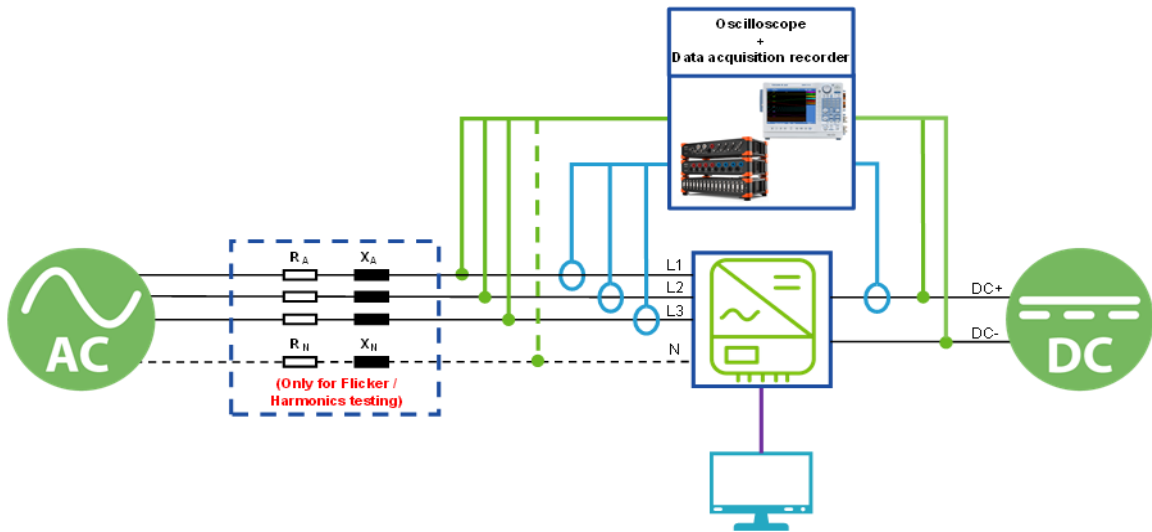 Oscilloscope
+
Data acquisition recorder
R A
X A
L1
L2
L3
N
DC+
DC-
AC
DC
R N
X N
(Only for Flicker /
Harmonics testing)